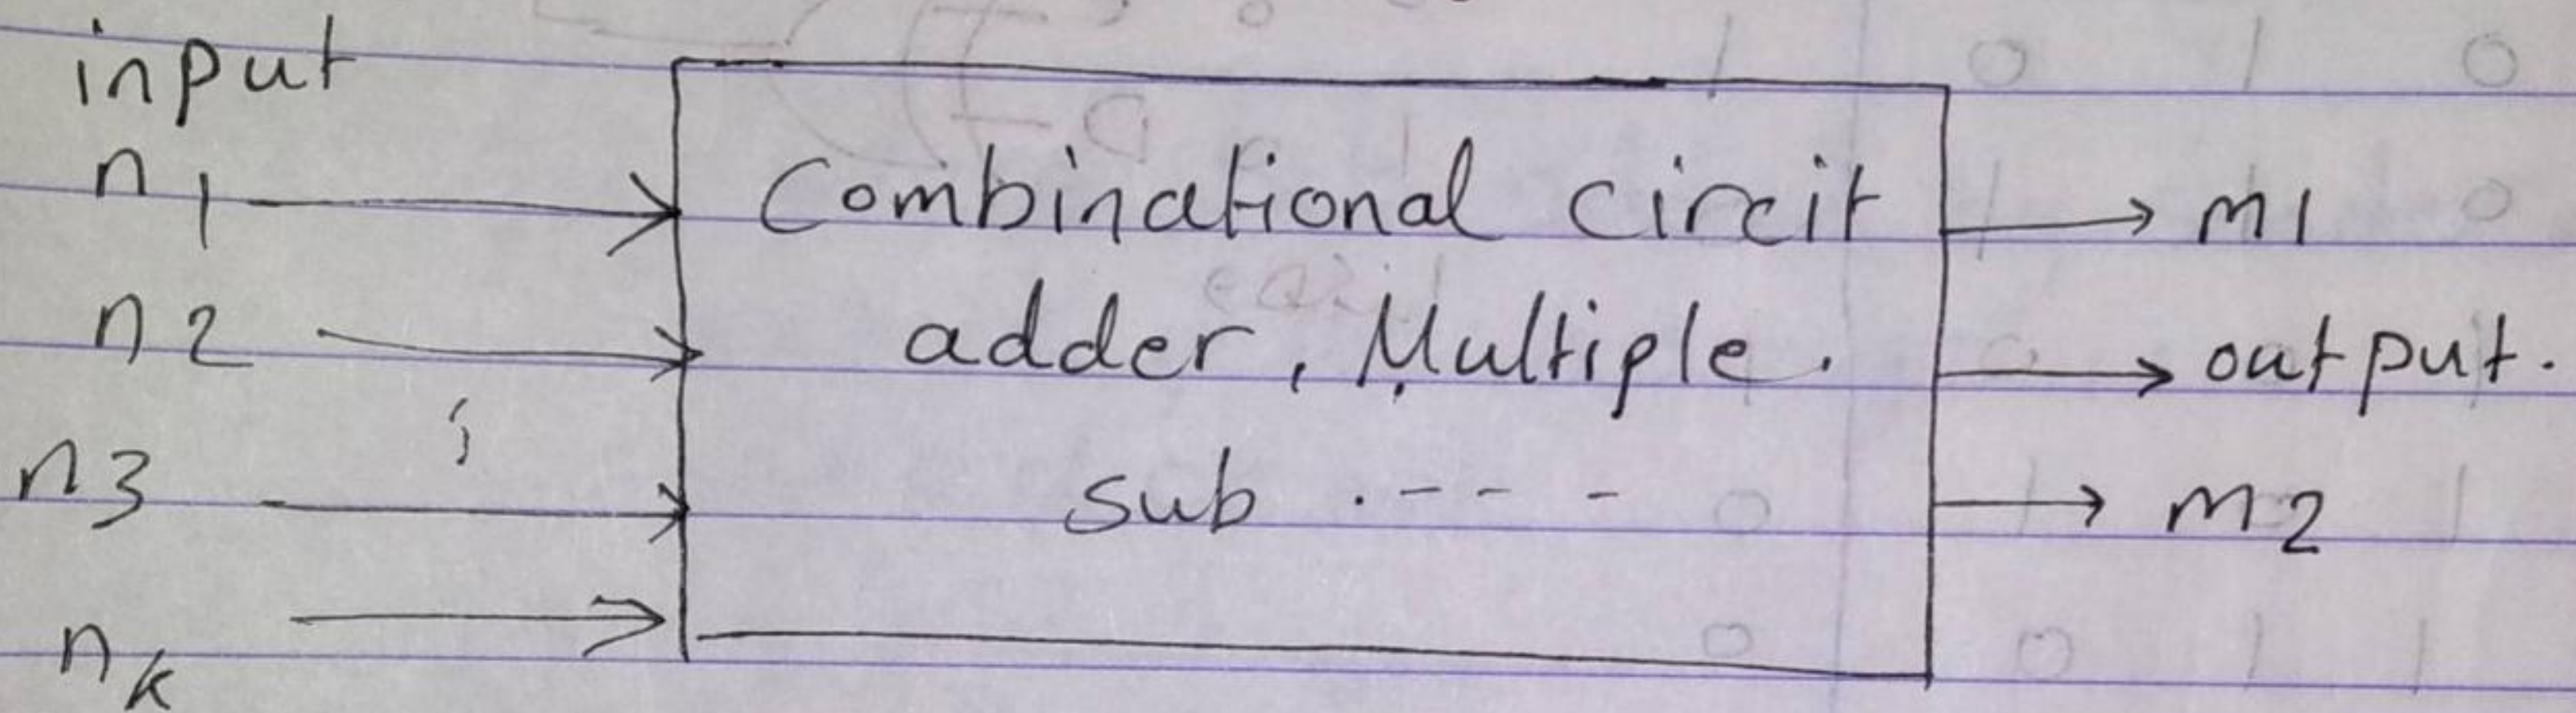 input
n1 Combinational circit m1
n2 adder, Multiple. output.
n3 sub .---
m2
nk